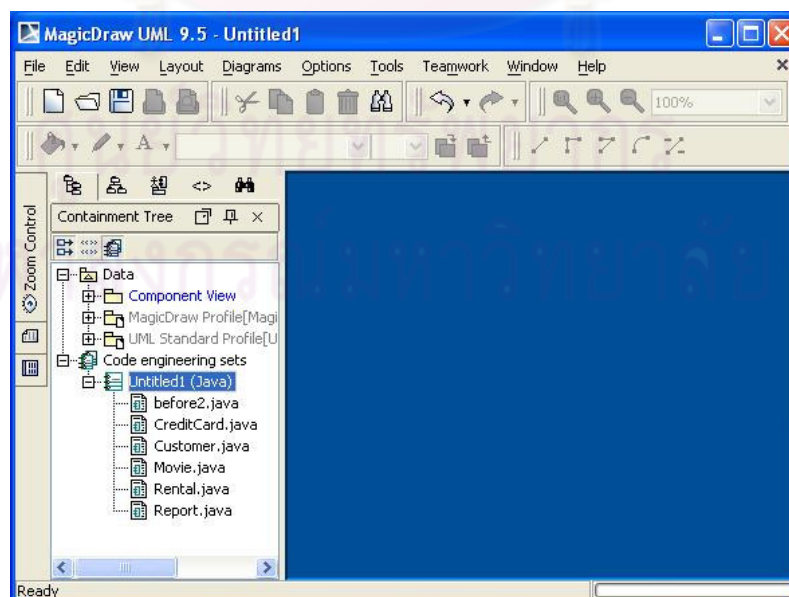 MagicDraw UML 9.5 - Untitled1
File Edit View Layout Diagrams Options Tools Teamwork Window Help
100%
A
Zoom Control
Containment Tree
Data
Component View
MagicDraw Profile[Magi
UML Standard Profile[U
Code engineering sets
Untitled1 (Java)
before2.java
CreditCard.java
Customer.java
Movie.java
Rental.java
Report.java
Ready